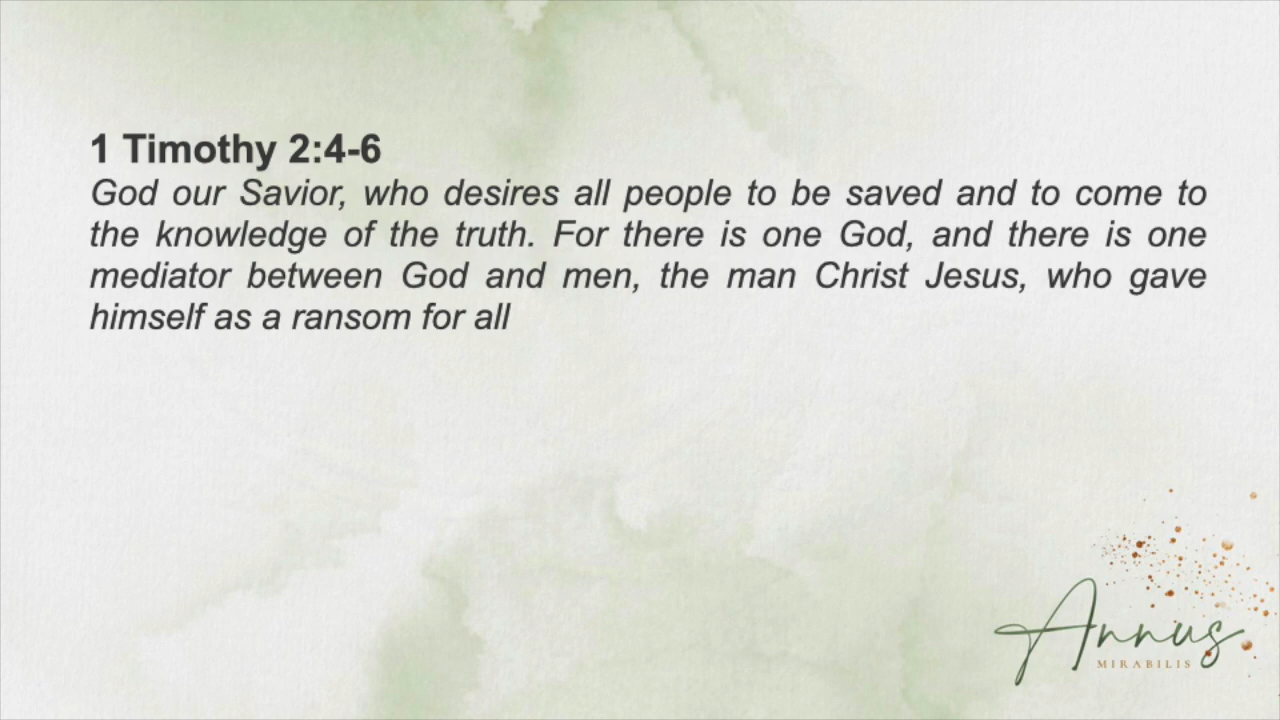 1 Timothy 2:4-6
God our Savior, who desires all people to be saved and to come to
the knowledge of the truth. For there is one God, and there is one
mediator between God and men, the man Christ Jesus, who gave
himself as a ransom for all
Annus
MIRABILIS